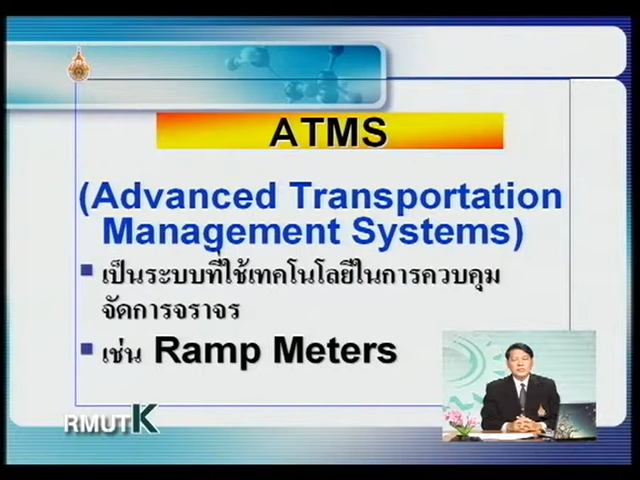 ATMS
(Advanced Transportation
Management Systems)
เป็นระบบที่ใช้เทคโนโลยีในการควบคุม
จัดการจราจร
เช่น Ramp Meters
RMUTK